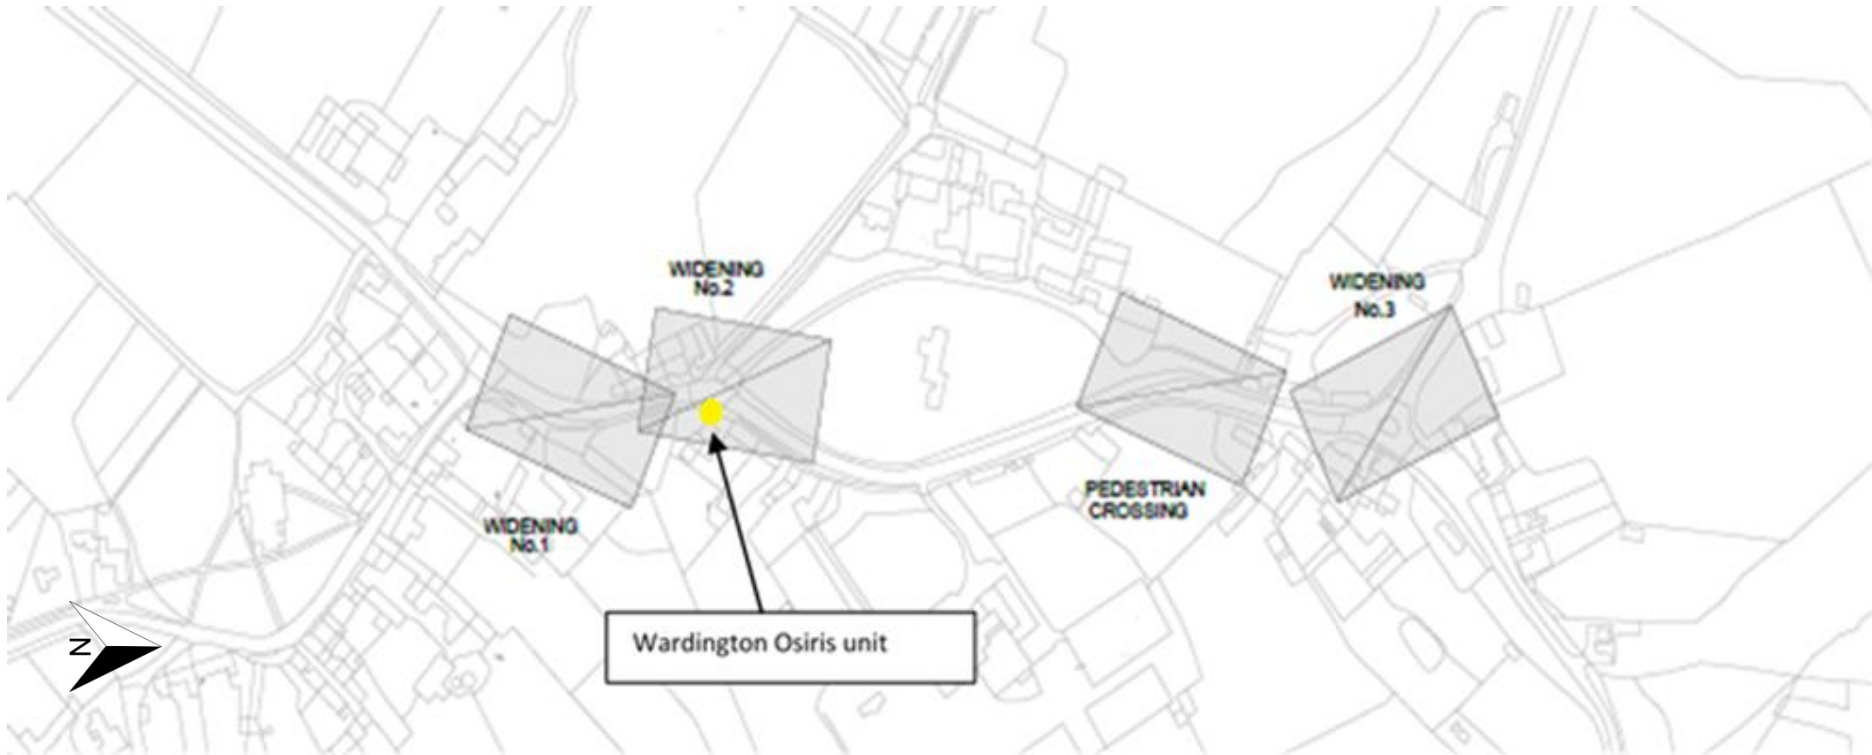 WIDENING
No.2
WIDENING
No.3
PEDESTRIAN
CROSSING
WIDENING
No.1
Wardington Osiris unit
N